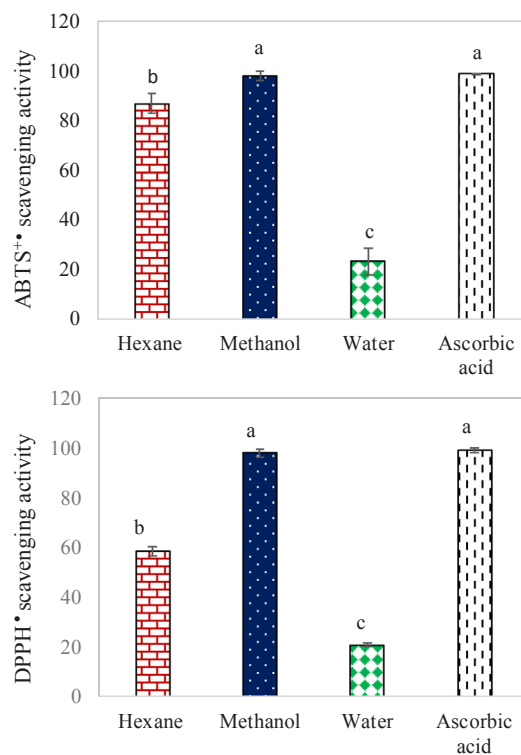 120
100
80
60
40
20
0
ABTS⁺• scavenging activity
b
a
c
a
Hexane Methanol Water Ascorbic
acid
120
100
80
60
40
20
0
DPPH• scavenging activity
b
a
c
a
Hexane Methanol Water Ascorbic
acid